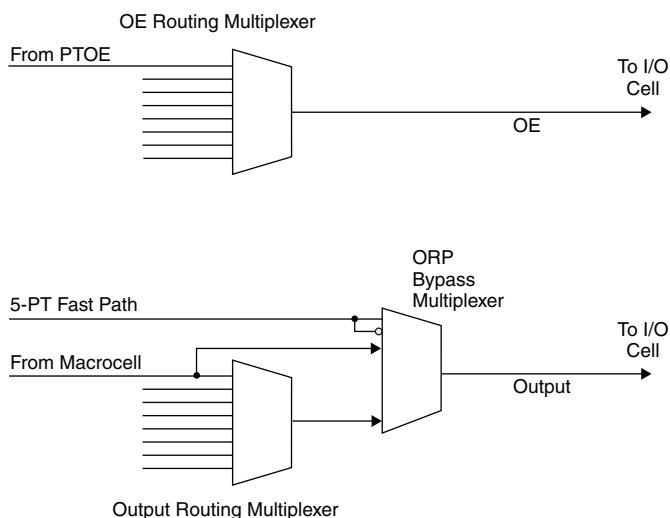 OE Routing Multiplexer
From PTOE
To I/O
Cell
OE
ORP
Bypass
Multiplexer
5-PT Fast Path
To I/O
Cell
From Macrocell
Output
Output Routing Multiplexer